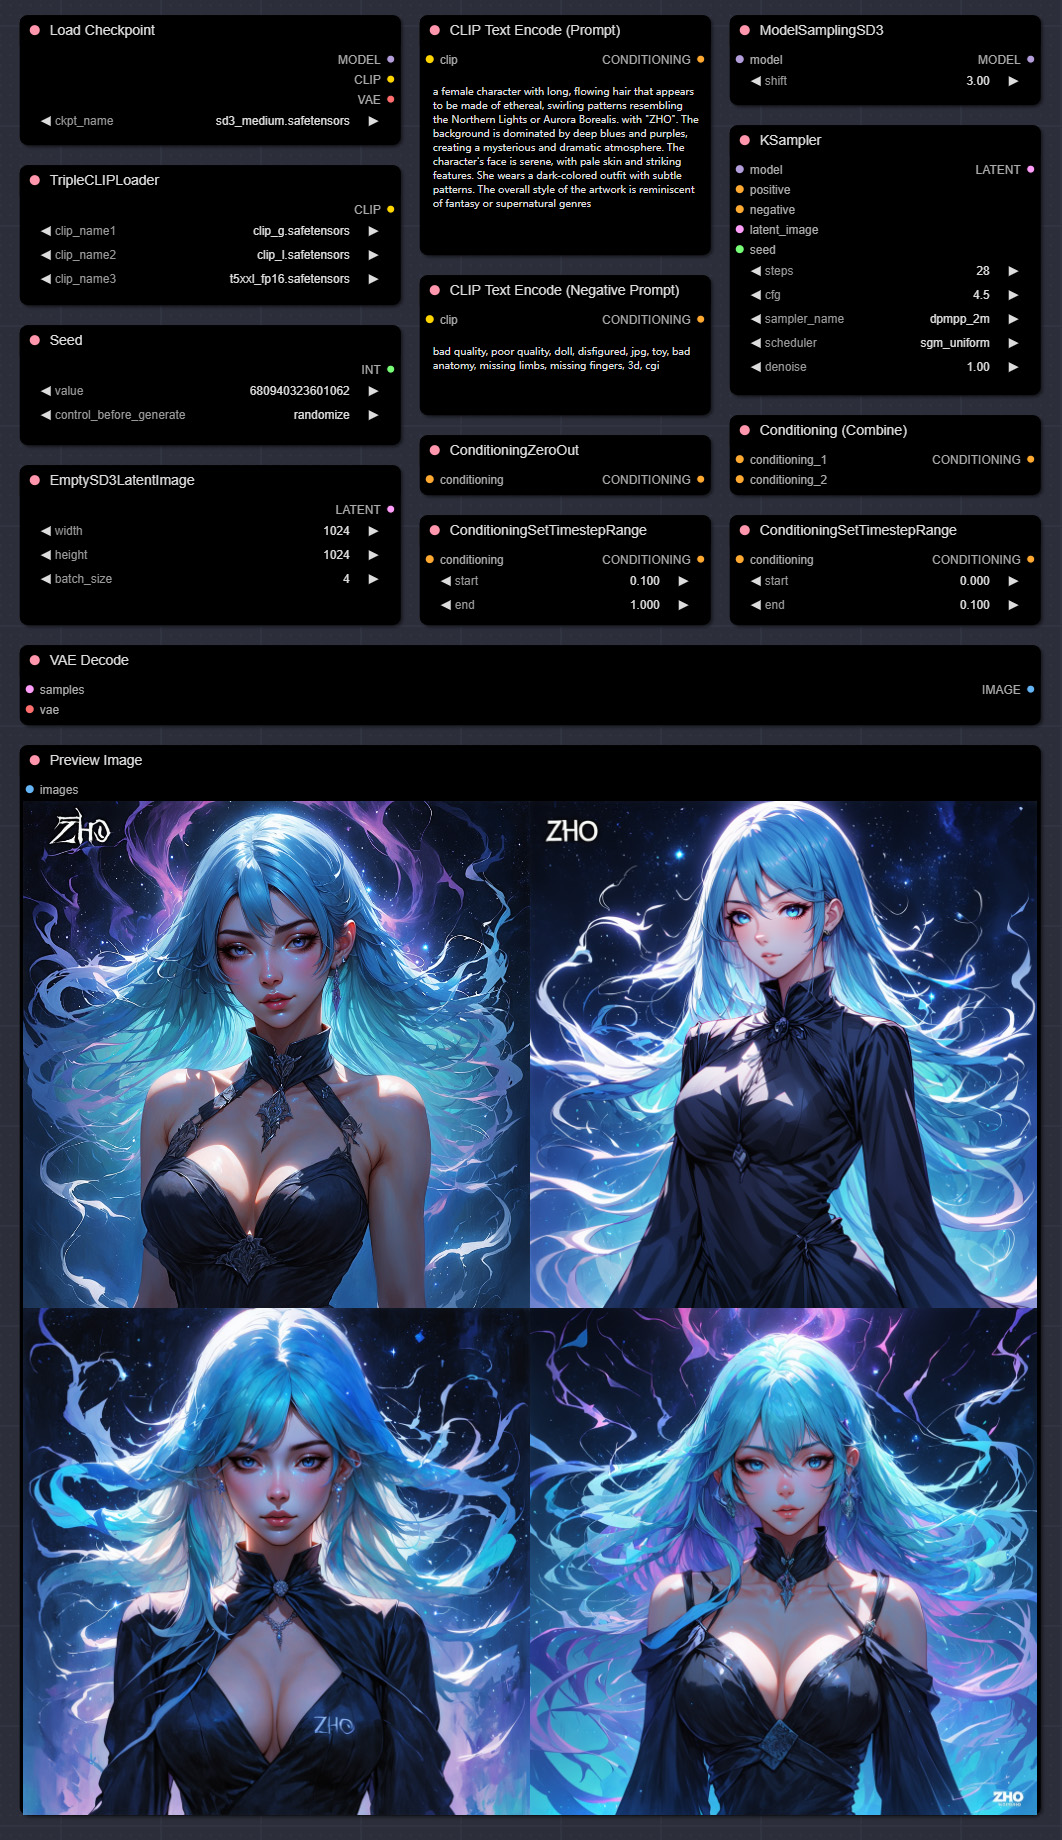 Load Checkpoint
MODEL
CLIP
VAE
ckpt_name sd3_medium.safetensors
TripleCLIPLoader
CLIP
clip_name1 clip_g.safetensors
clip_name2 clip_l.safetensors
clip_name3 t5xxl_fp16.safetensors
Seed
INT
value 680940323601062
control_before_generate randomize
EmptySD3LatentImage
LATENT
width 1024
height 1024
batch_size 4
CLIP Text Encode (Prompt)
clip CONDITIONING
a female character with long, flowing hair that appears
to be made of ethereal, swirling patterns resembling
the Northern Lights or Aurora Borealis. with "ZHO". The
background is dominated by deep blues and purples,
creating a mysterious and dramatic atmosphere. The
character's face is serene, with pale skin and striking
features. She wears a dark-colored outfit with subtle
patterns. The overall style of the artwork is reminiscent
of fantasy or supernatural genres
CLIP Text Encode (Negative Prompt)
clip CONDITIONING
bad quality, poor quality, doll, disfigured, jpg, toy, bad
anatomy, missing limbs, missing fingers, 3d, cgi
ConditioningZeroOut
conditioning CONDITIONING
ConditioningSetTimestepRange
conditioning CONDITIONING
start 0.100
end 1.000
ModelSamplingSD3
model MODEL
shift 3.00
KSampler
model LATENT
positive
negative
latent_image
seed
steps 28
cfg 4.5
sampler_name dpmpp_2m
scheduler sgm_uniform
denoise 1.00
Conditioning (Combine)
conditioning_1 CONDITIONING
conditioning_2
ConditioningSetTimestepRange
conditioning CONDITIONING
start 0.000
end 0.100
VAE Decode
samples IMAGE
vae
Preview Image
images
ZHO
ZHO
ZHO
ZHO